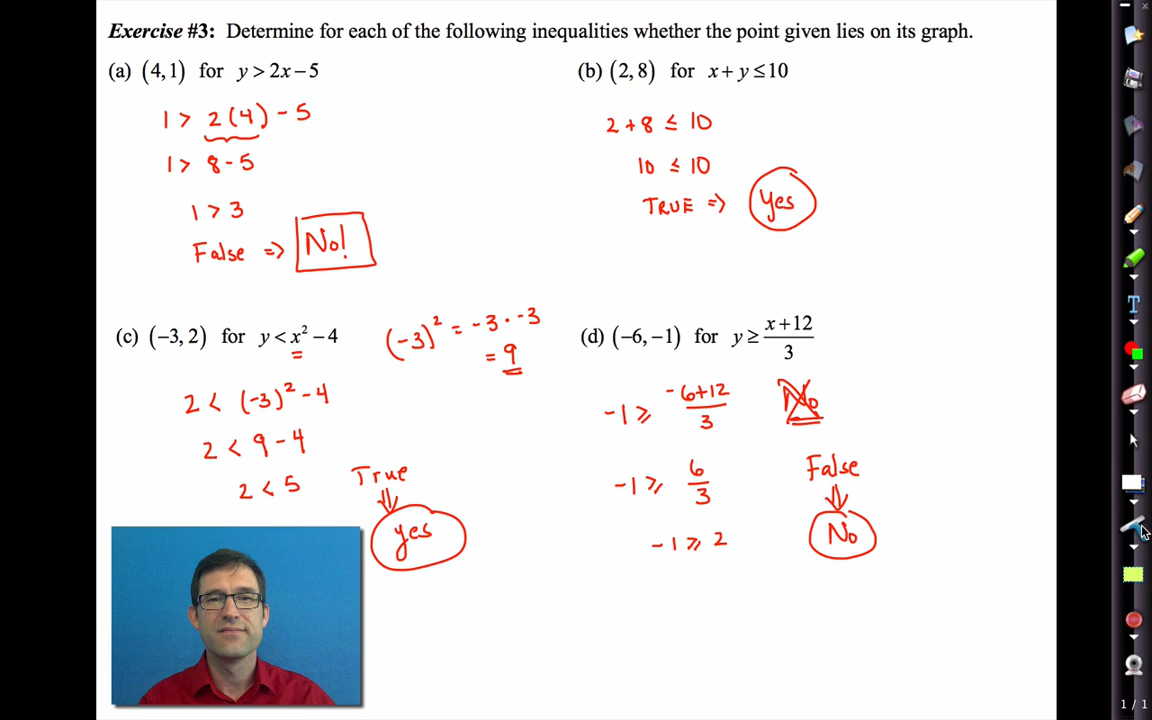 Exercise #3: Determine for each of the following inequalities whether the point given lies on its graph.
(a) (4,1) for y > 2x − 5
1 > 2(4) - 5
1 > 8 - 5
1 > 3
False => No!
(b) (2,8) for x + y ≤ 10
2 + 8 ≤ 10
10 ≤ 10
TRUE => Yes
(c) (−3, 2) for y < x² − 4
(-3)² = -3 · -3
= 9
2 < (-3)² - 4
2 < 9 - 4
2 < 5
True
⇓
Yes
(d) (−6, −1) for y ≥ (x + 12)/3
-1 ≥ (-6+12)/3
No
-1 ≥ 6/3
-1 ≥ 2
False
⇓
No
T
1 / 1